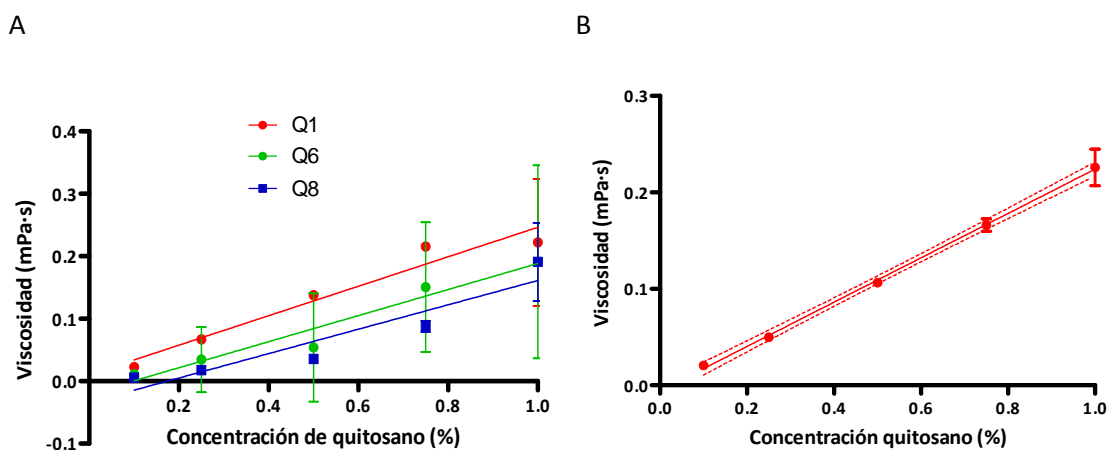 A
B
Q1
Q6
Q8
Viscosidad (mPa·s)
0.4
0.3
0.2
0.1
0.0
-0.1
0.2
0.4
0.6
0.8
1.0
Concentración de quitosano (%)
Viscosidad (mPa·s)
0.3
0.2
0.1
0.0
0.0
0.2
0.4
0.6
0.8
1.0
Concentración quitosano (%)